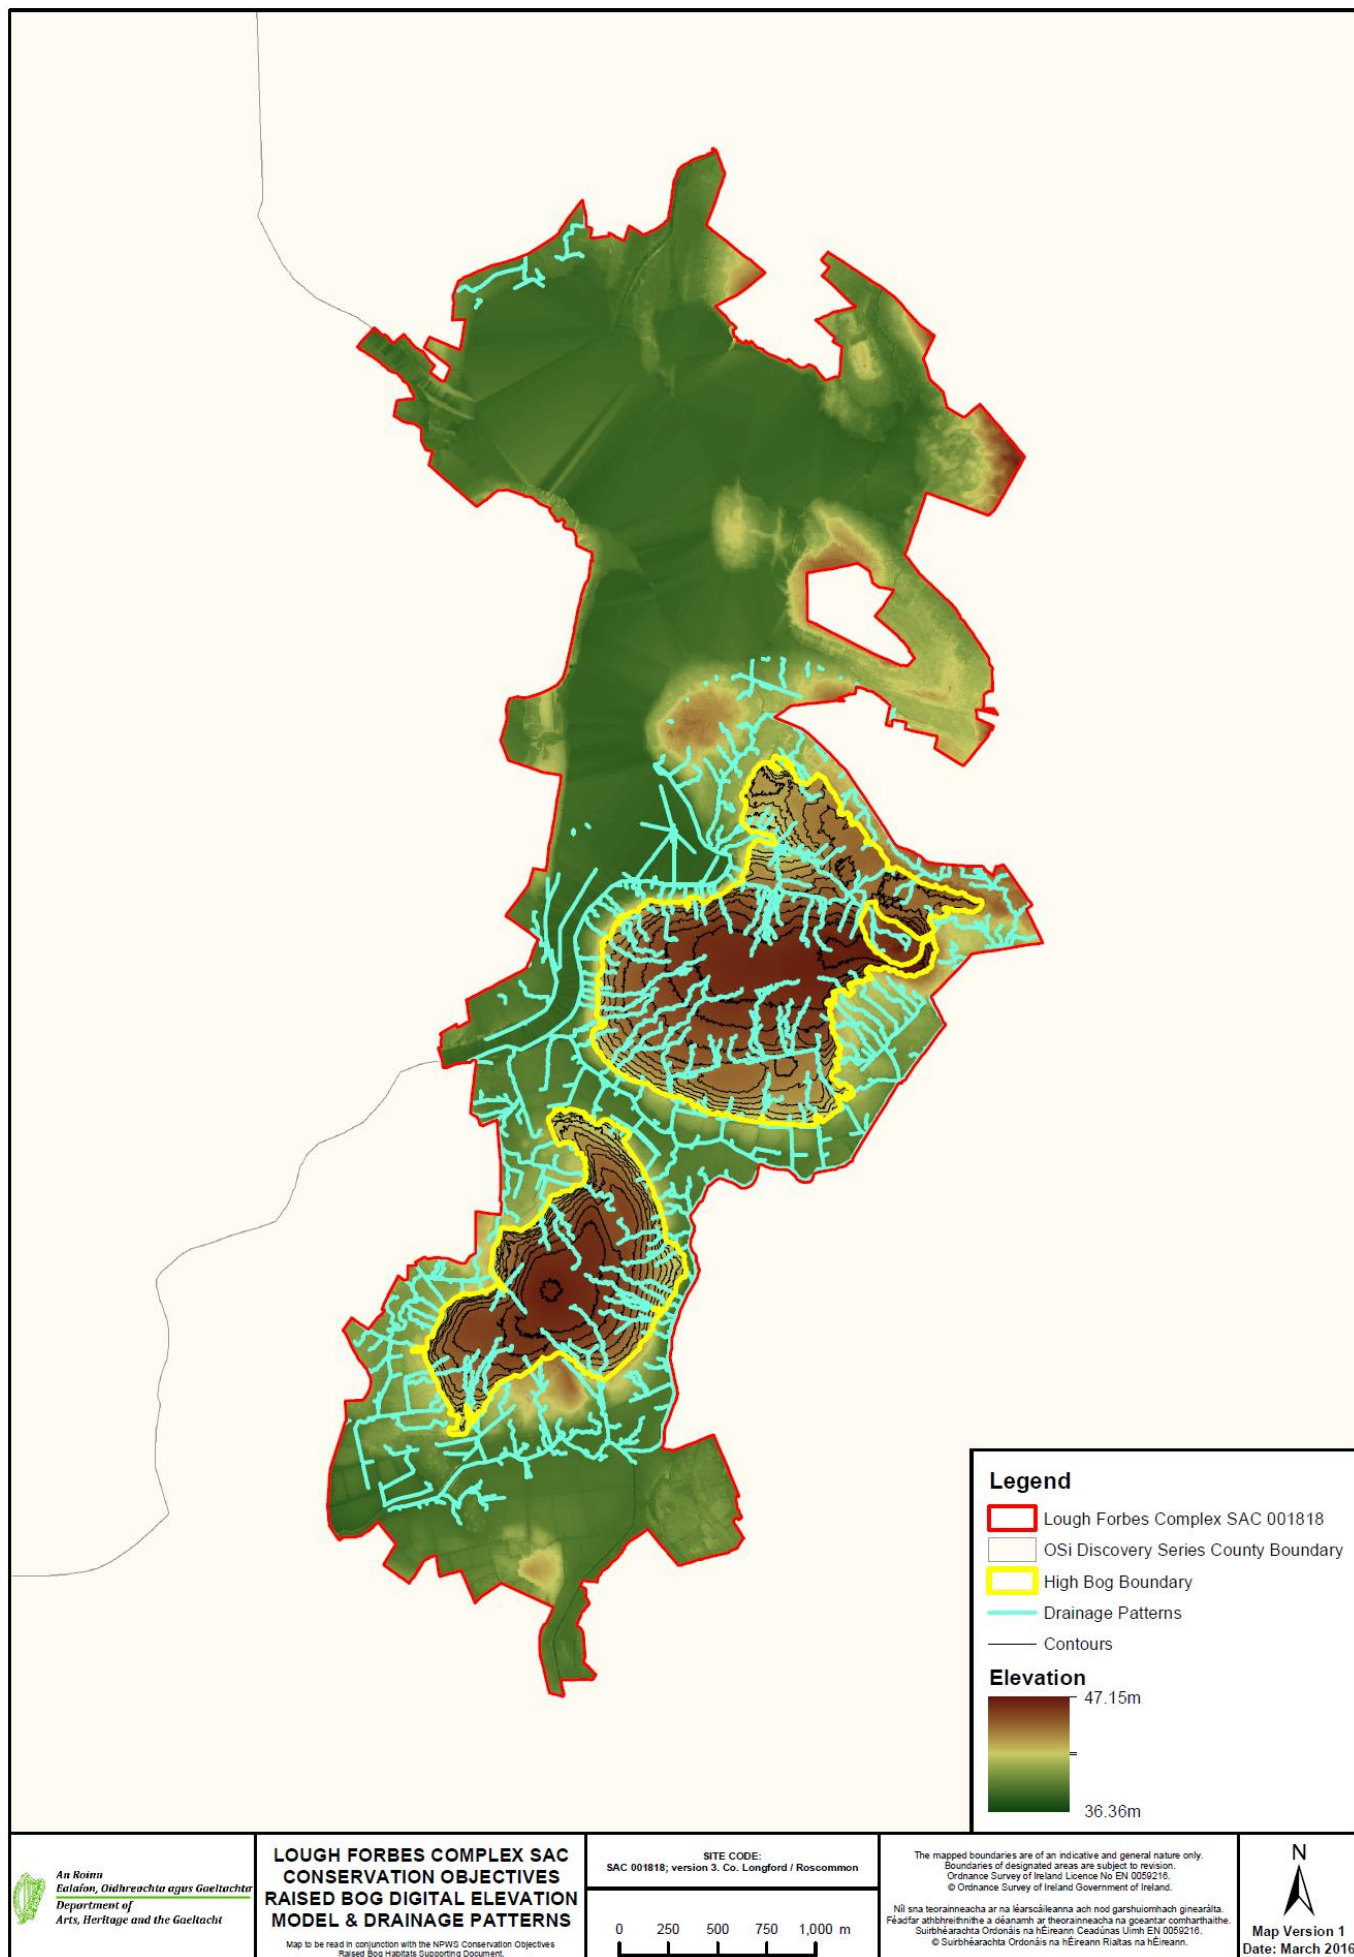 Legend
Lough Forbes Complex SAC 001818
OSi Discovery Series County Boundary
High Bog Boundary
Drainage Patterns
Contours
Elevation
47.15m
36.36m
An Roinn
Ealaíon, Oidhreachta agus Gaeltachta
Department of
Arts, Heritage and the Gaeltacht
LOUGH FORBES COMPLEX SAC
CONSERVATION OBJECTIVES
RAISED BOG DIGITAL ELEVATION
MODEL & DRAINAGE PATTERNS
Map to be read in conjunction with the NPWS Conservation Objectives
Raised Bog Habitats Supporting Document.
SITE CODE:
SAC 001818; version 3. Co. Longford / Roscommon
0 250 500 750 1,000 m
The mapped boundaries are of an indicative and general nature only.
Boundaries of designated areas are subject to revision.
Ordnance Survey of Ireland Licence No EN 0059216.
© Ordnance Survey of Ireland Government of Ireland.
Níl sna teorainneacha ar na léarscáileanna ach nod garshuíomhach ginearálta.
Féadfar athbhreithnithe a déanamh ar theorainneacha na gceantar comharthaithe.
Suirbhéarachta Ordonáis na hÉireann Ceadúnas Uimh EN 0059216.
© Suirbhéarachta Ordonáis na hÉireann Rialtas na hÉireann.
N
Map Version 1
Date: March 2016